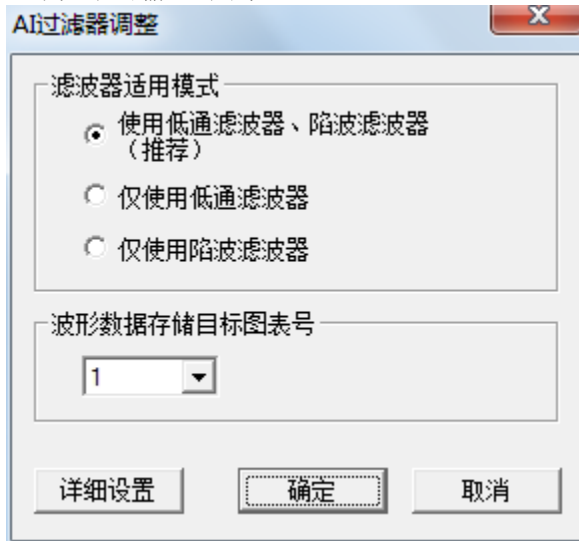 AI过滤器调整
滤波器适用模式
使用低通滤波器、陷波滤波器
（推荐）
仅使用低通滤波器
仅使用陷波滤波器
波形数据存储目标图表号
1
详细设置
确定
取消